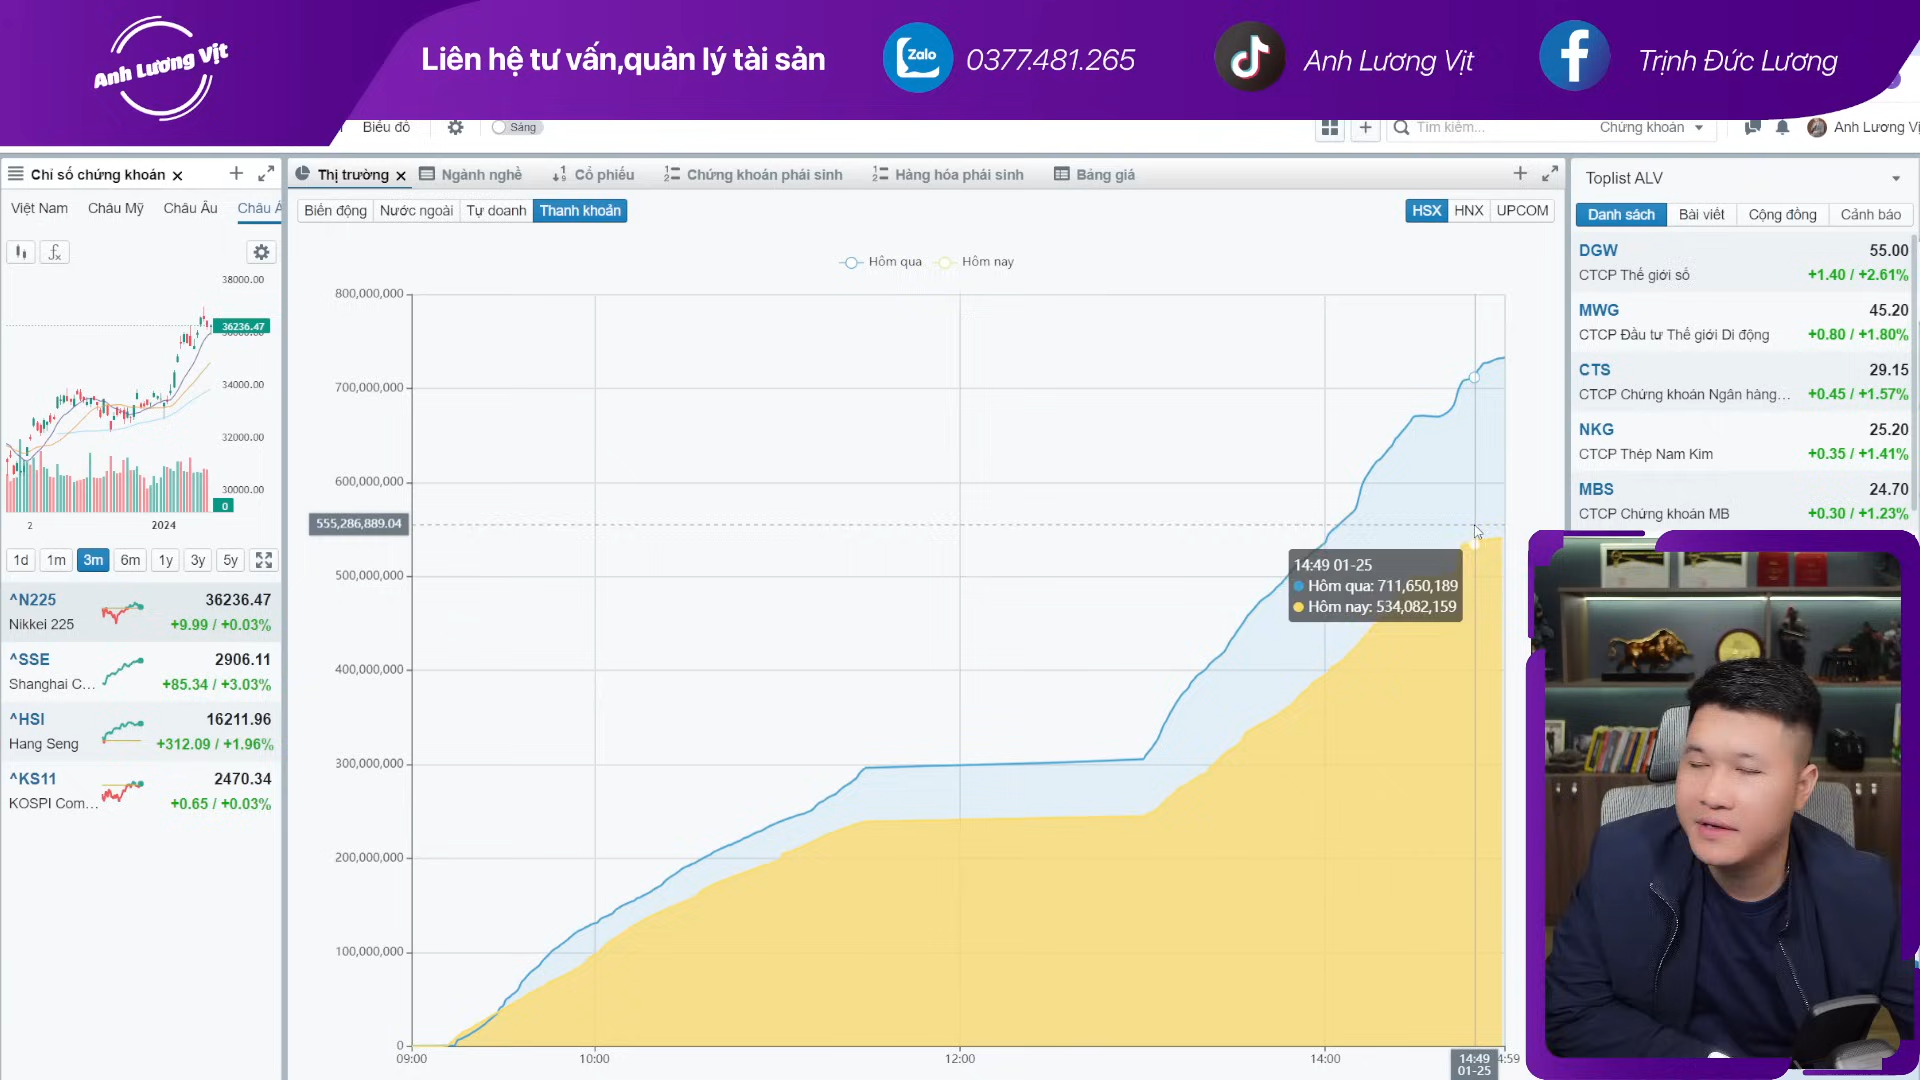 Anh Lương Vịt
Liên hệ tư vấn,quản lý tài sản
Zalo
0377.481.265
Anh Lương Vịt
Trịnh Đức Lương
Biểu đồ
Sáng
Tìm kiếm...
Chứng khoán
Anh Lương Vị
Chỉ số chứng khoán
Việt Nam
Châu Mỹ
Châu Âu
Châu Á
38000.00
36236.47
34000.00
32000.00
30000.00
0
2
2024
1d
1m
3m
6m
1y
3y
5y
^N225
36236.47
Nikkei 225
+9.99 / +0.03%
^SSE
2906.11
Shanghai C...
+85.34 / +3.03%
^HSI
16211.96
Hang Seng
+312.09 / +1.96%
^KS11
2470.34
KOSPI Com...
+0.65 / +0.03%
Thị trường
Ngành nghề
Cổ phiếu
Chứng khoán phái sinh
Hàng hóa phái sinh
Bảng giá
Biến động
Nước ngoài
Tự doanh
Thanh khoản
HSX
HNX
UPCOM
Hôm qua
Hôm nay
800,000,000
700,000,000
600,000,000
555,286,889.04
500,000,000
400,000,000
300,000,000
200,000,000
100,000,000
0
14:49 01-25
Hôm qua: 711,650,189
Hôm nay: 534,082,159
09:00
10:00
12:00
14:00
14:49
01-25
4:59
Toplist ALV
Danh sách
Bài viết
Cộng đồng
Cảnh báo
DGW
55.00
CTCP Thế giới số
+1.40 / +2.61%
MWG
45.20
CTCP Đầu tư Thế giới Di động
+0.80 / +1.80%
CTS
29.15
CTCP Chứng khoán Ngân hàng...
+0.45 / +1.57%
NKG
25.20
CTCP Thép Nam Kim
+0.35 / +1.41%
MBS
24.70
CTCP Chứng khoán MB
+0.30 / +1.23%